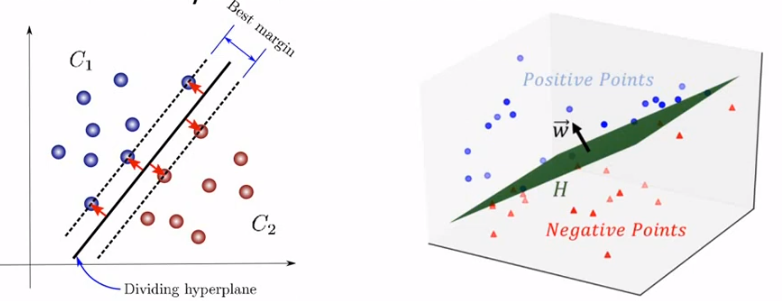 Best margin
C₁
C₂
Dividing hyperplane
Positive Points
w⃗
H
Negative Points